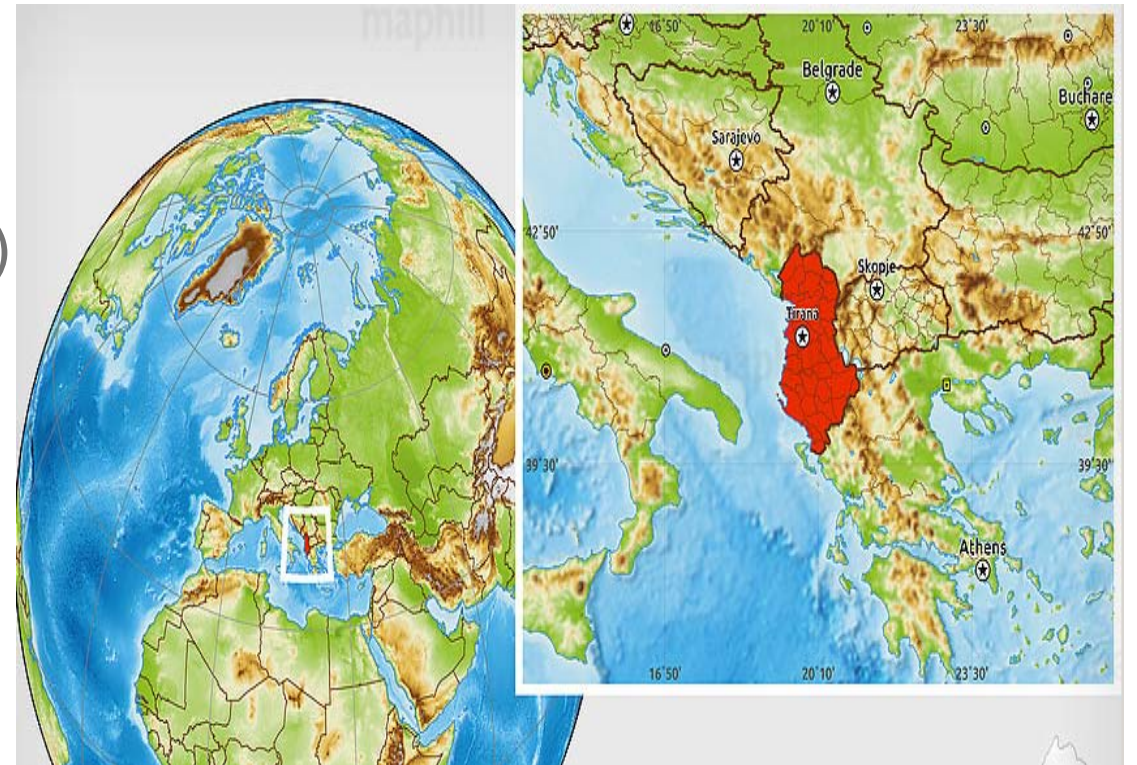 maphill
)
16°50'
20°10'
23°30'
Belgrade
Buchare
Sarajevo
42°50'
42°50'
Skopje
Tirana
39°30'
39°30'
Athens
16°50'
20°10'
23°30'